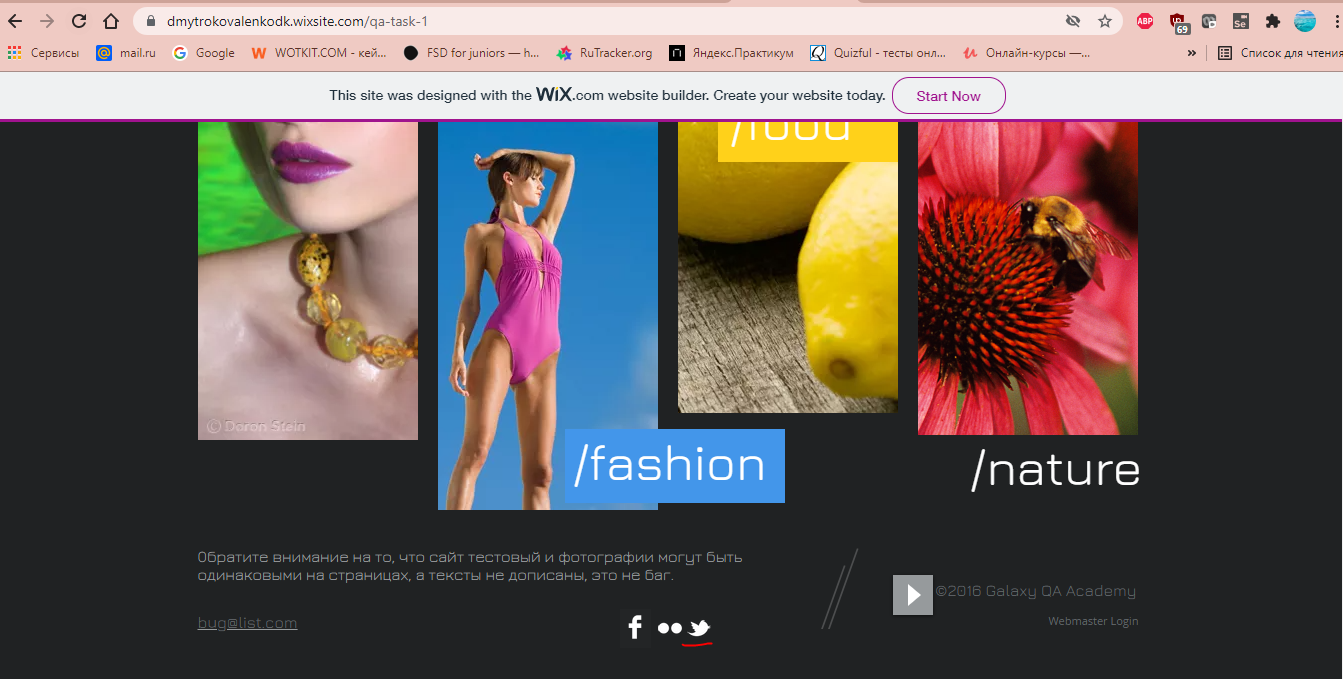 dmytrokovalenkodk.wixsite.com/qa-task-1
ABP
69
Se
Сервисы
mail.ru
Google
WOTKIT.COM - кей...
FSD for juniors — h...
RuTracker.org
Яндекс.Практикум
Quizful - тесты онл...
Онлайн-курсы —...
»
Список для чтения
This site was designed with the WiX.com website builder. Create your website today.
Start Now
/food
© Doron Stein
/fashion
/nature
Обратите внимание на то, что сайт тестовый и фотографии могут быть
одинаковыми на страницах, а тексты не дописаны, это не баг.
©2016 Galaxy QA Academy
bug@list.com
Webmaster Login